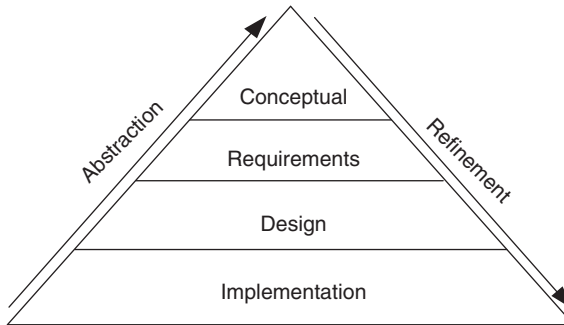 Conceptual
Abstraction
Refinement
Requirements
Design
Implementation